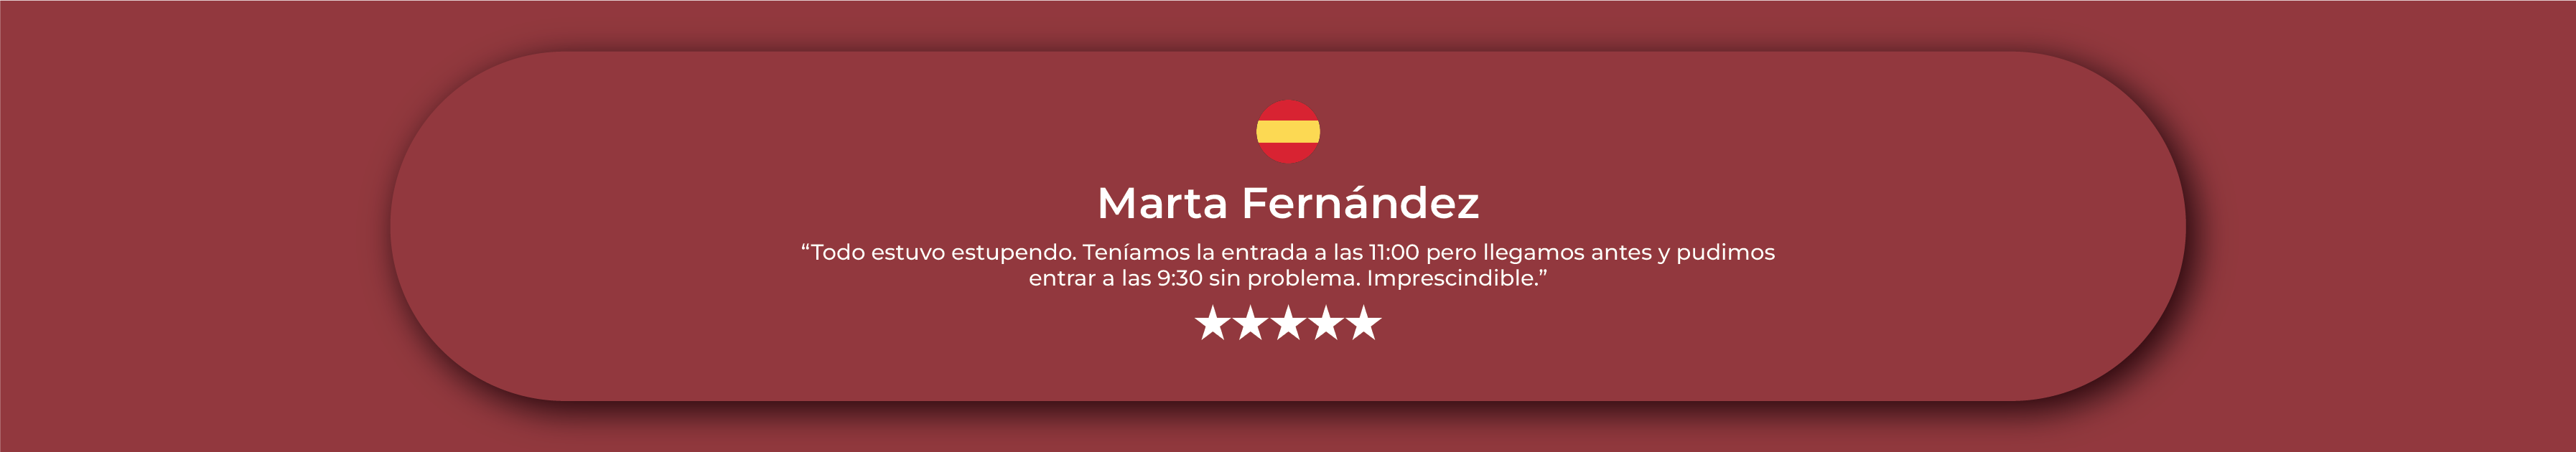 Marta Fernández
“Todo estuvo estupendo. Teníamos la entrada a las 11:00 pero llegamos antes y pudimos
entrar a las 9:30 sin problema. Imprescindible.”